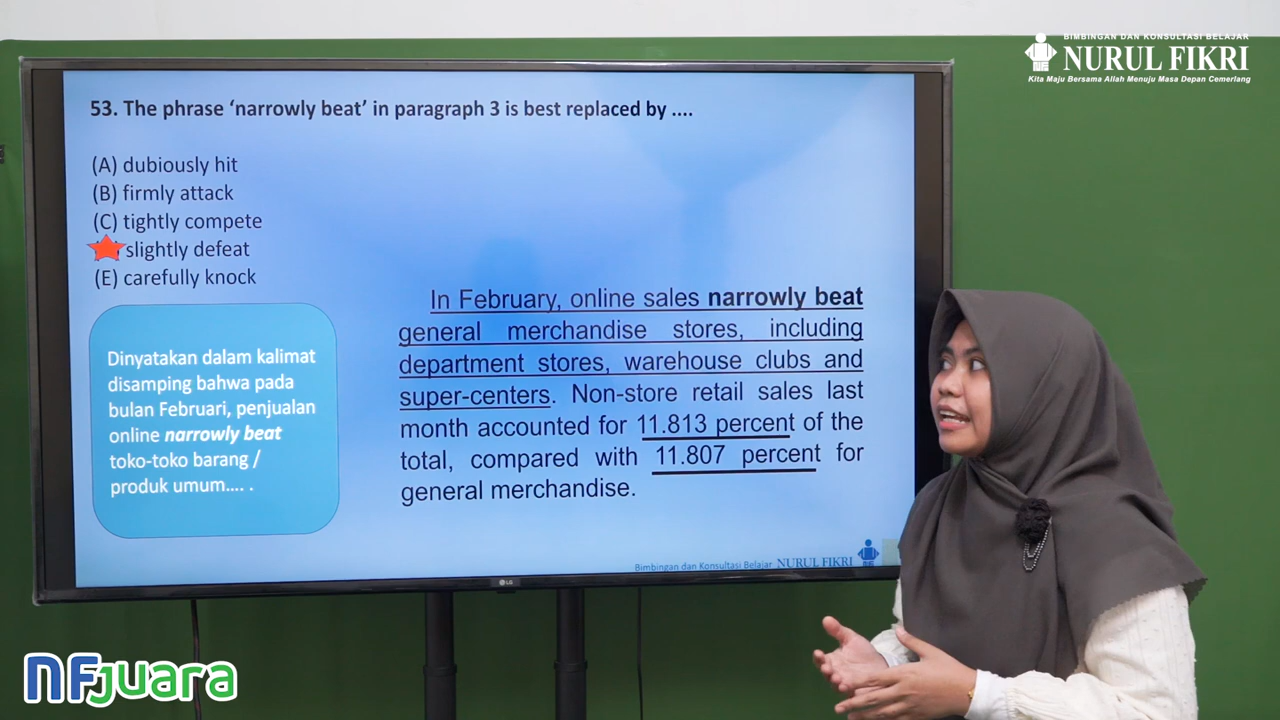 BIMBINGAN DAN KONSULTASI BELAJAR
NURUL FIKRI
Kita Maju Bersama Allah Menuju Masa Depan Cemerlang
53. The phrase ‘narrowly beat’ in paragraph 3 is best replaced by ....
(A) dubiously hit
(B) firmly attack
(C) tightly compete
slightly defeat
(E) carefully knock
Dinyatakan dalam kalimat
disamping bahwa pada
bulan Februari, penjualan
online narrowly beat
toko-toko barang /
produk umum.... .
In February, online sales narrowly beat
general merchandise stores, including
department stores, warehouse clubs and
super-centers. Non-store retail sales last
month accounted for 11.813 percent of the
total, compared with 11.807 percent for
general merchandise.
Bimbingan dan Konsultasi Belajar NURUL FIKRI
LG
NFjuara